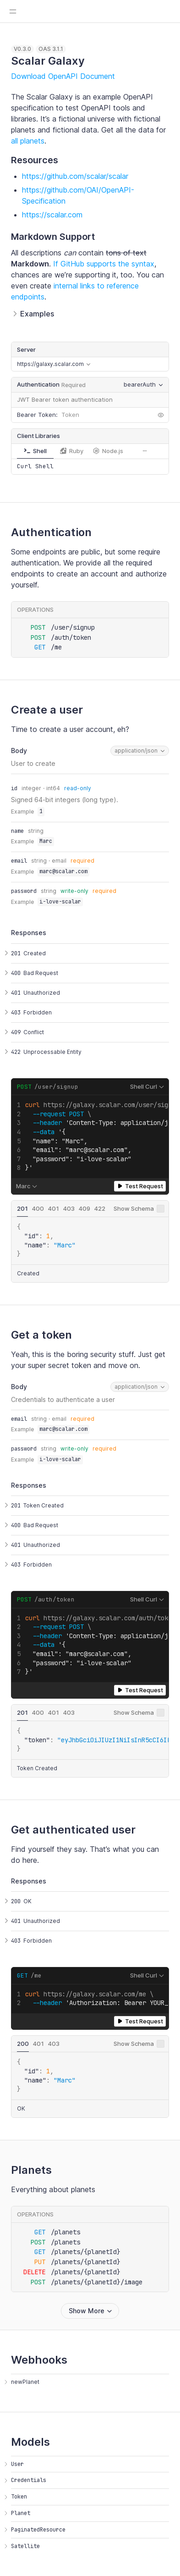 V0.3.0 OAS 3.1.1
Scalar Galaxy
Download OpenAPI Document
The Scalar Galaxy is an example OpenAPI
specification to test OpenAPI tools and
libraries. It's a fictional universe with fictional
planets and fictional data. Get all the data for
all planets.
Resources
https://github.com/scalar/scalar
https://github.com/OAI/OpenAPI-
Specification
https://scalar.com
Markdown Support
All descriptions can contain tons of text
Markdown. If GitHub supports the syntax,
chances are we're supporting it, too. You can
even create internal links to reference
endpoints.
Examples
Server
https://galaxy.scalar.com
Authentication Required bearerAuth
JWT Bearer token authentication
Bearer Token: Token
Client Libraries
Shell Ruby Node.js
Curl Shell
Authentication
Some endpoints are public, but some require
authentication. We provide all the required
endpoints to create an account and authorize
yourself.
OPERATIONS
POST /user/signup
POST /auth/token
GET /me
Create a user
Time to create a user account, eh?
Body application/json
User to create
id integer · int64 read-only
Signed 64-bit integers (long type).
Example 1
name string
Example Marc
email string · email required
Example marc@scalar.com
password string write-only required
Example i-love-scalar
Responses
201 Created
400 Bad Request
401 Unauthorized
403 Forbidden
409 Conflict
422 Unprocessable Entity
POST /user/signup Shell Curl
1 curl https://galaxy.scalar.com/user/sig
2 --request POST \
3 --header 'Content-Type: application/j
4 --data '{
5 "name": "Marc",
6 "email": "marc@scalar.com",
7 "password": "i-love-scalar"
8 }'
Marc Test Request
201 400 401 403 409 422 Show Schema
{
"id": 1,
"name": "Marc"
}
Created
Get a token
Yeah, this is the boring security stuff. Just get
your super secret token and move on.
Body application/json
Credentials to authenticate a user
email string · email required
Example marc@scalar.com
password string write-only required
Example i-love-scalar
Responses
201 Token Created
400 Bad Request
401 Unauthorized
403 Forbidden
POST /auth/token Shell Curl
1 curl https://galaxy.scalar.com/auth/tok
2 --request POST \
3 --header 'Content-Type: application/j
4 --data '{
5 "email": "marc@scalar.com",
6 "password": "i-love-scalar"
7 }'
Test Request
201 400 401 403 Show Schema
{
"token": "eyJhbGciOiJIUzI1NiIsInR5cCI6Ik
}
Token Created
Get authenticated user
Find yourself they say. That's what you can
do here.
Responses
200 OK
401 Unauthorized
403 Forbidden
GET /me Shell Curl
1 curl https://galaxy.scalar.com/me \
2 --header 'Authorization: Bearer YOUR_
Test Request
200 401 403 Show Schema
{
"id": 1,
"name": "Marc"
}
OK
Planets
Everything about planets
OPERATIONS
GET /planets
POST /planets
GET /planets/{planetId}
PUT /planets/{planetId}
DELETE /planets/{planetId}
POST /planets/{planetId}/image
Show More
Webhooks
newPlanet
Models
User
Credentials
Token
Planet
PaginatedResource
Satellite